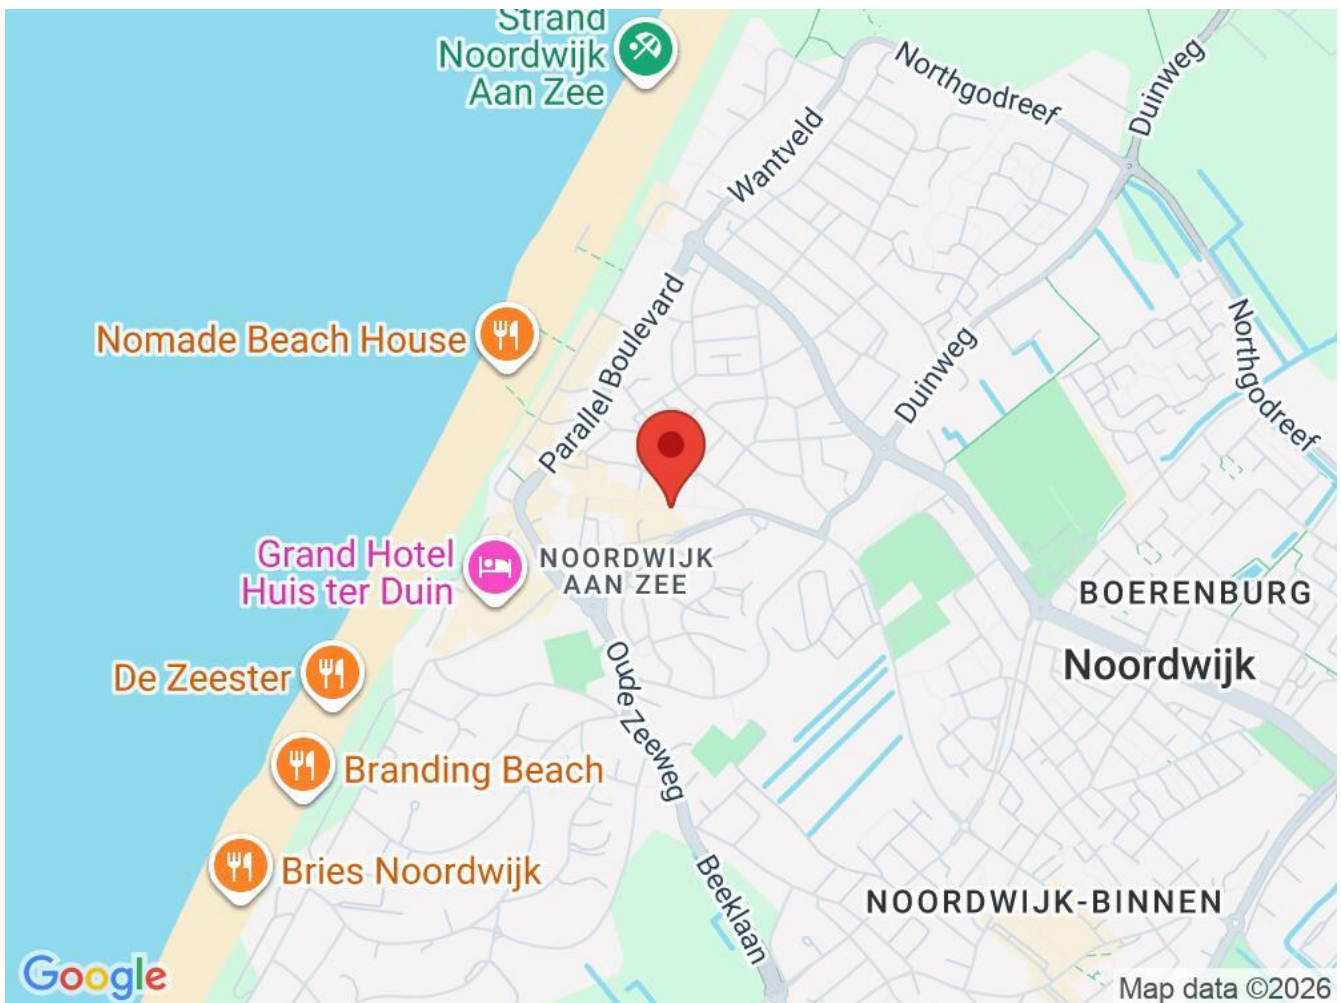 Strand
Noordwijk
Aan Zee
Northgodreef
Duinweg
Wantveld
Parallel Boulevard
Nomade Beach House
Duinweg
Northgodreef
Grand Hotel
Huis ter Duin
NOORDWIJK
AAN ZEE
BOERENBURG
Noordwijk
De Zeester
Oude Zeeweg
Branding Beach
Bries Noordwijk
Beeklaan
NOORDWIJK-BINNEN
Google
Map data ©2026